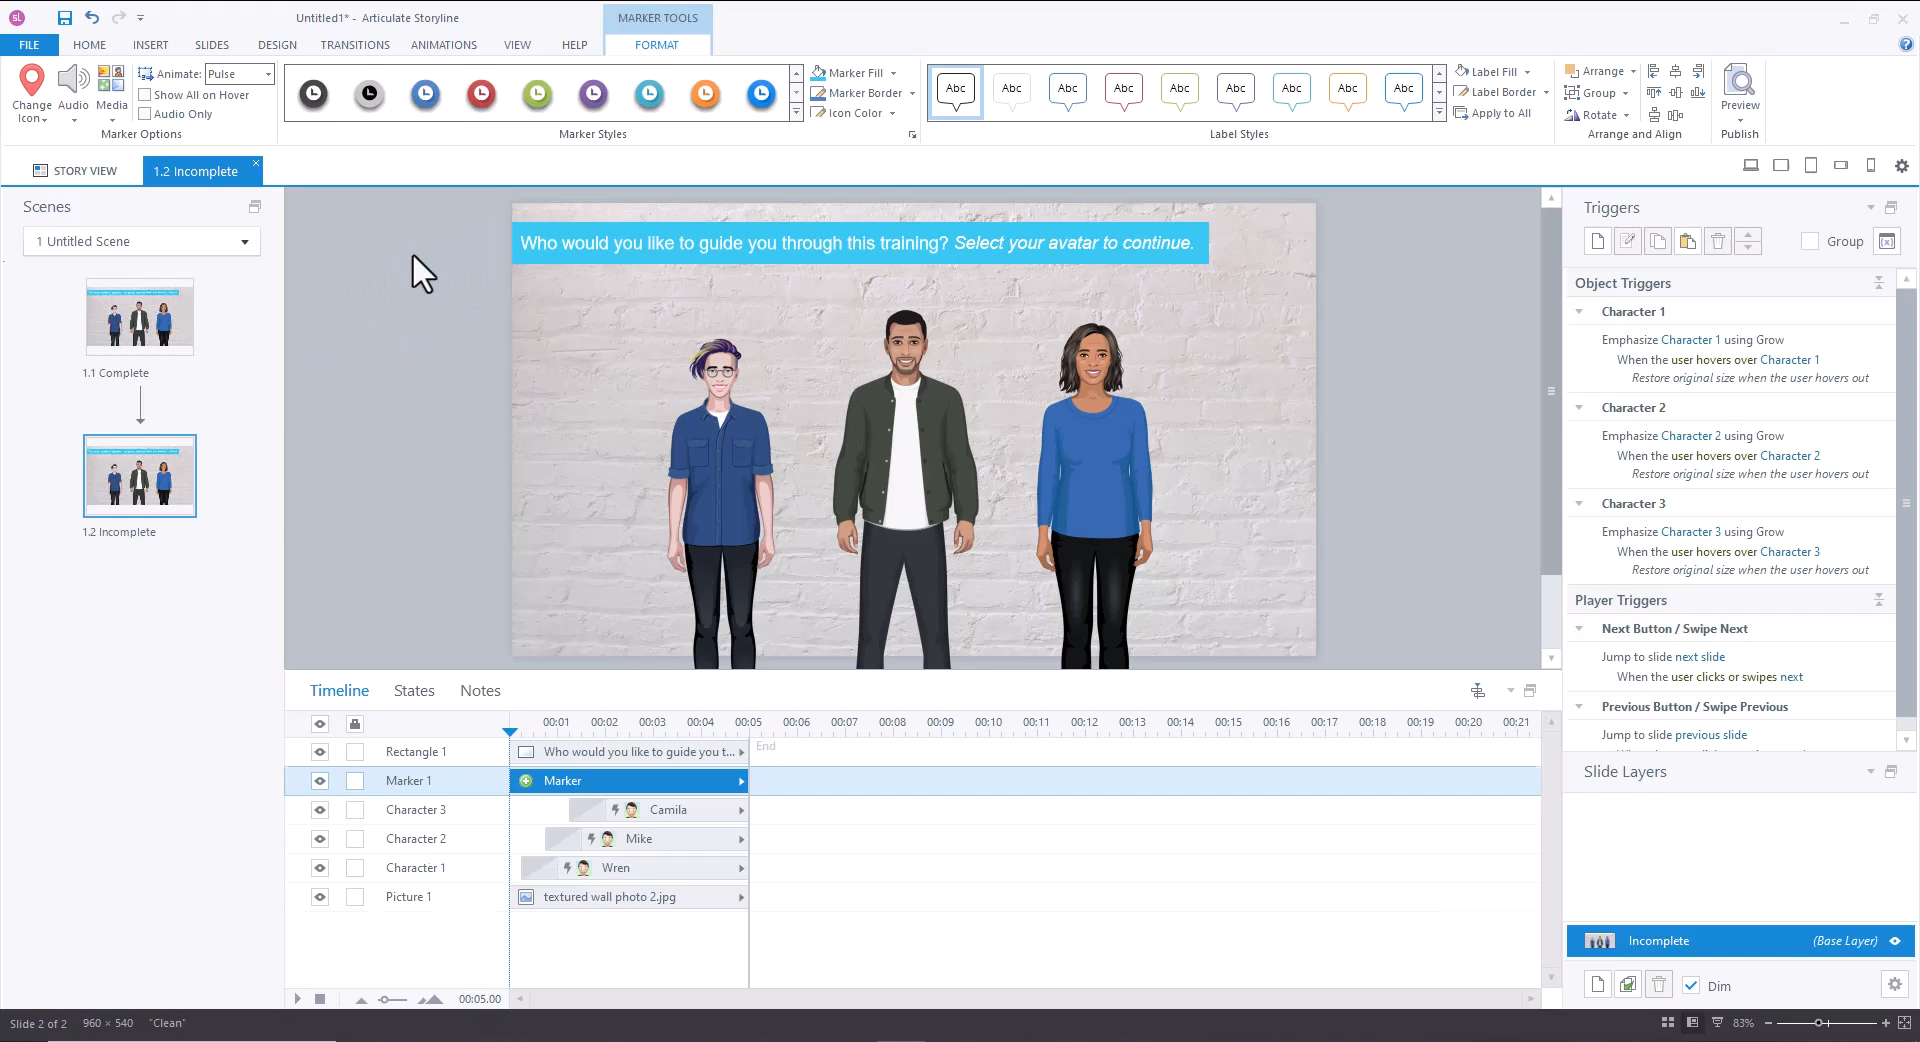 sl
Untitled1* - Articulate Storyline
MARKER TOOLS
FILE HOME INSERT SLIDES DESIGN TRANSITIONS ANIMATIONS VIEW HELP FORMAT
Change Icon
Audio
Media
Animate: Pulse
Show All on Hover
Audio Only
Marker Options
Marker Fill
Marker Border
Icon Color
Marker Styles
Abc Abc Abc Abc Abc Abc Abc Abc Abc
Label Fill
Label Border
Apply to All
Label Styles
Arrange
Group
Rotate
Arrange and Align
Preview
Publish
STORY VIEW
1.2 Incomplete
Scenes
1 Untitled Scene
1.1 Complete
1.2 Incomplete
Who would you like to guide you through this training? Select your avatar to continue.
Triggers
Group
Object Triggers
Character 1
Emphasize Character 1 using Grow
When the user hovers over Character 1
Restore original size when the user hovers out
Character 2
Emphasize Character 2 using Grow
When the user hovers over Character 2
Restore original size when the user hovers out
Character 3
Emphasize Character 3 using Grow
When the user hovers over Character 3
Restore original size when the user hovers out
Player Triggers
Next Button / Swipe Next
Jump to slide next slide
When the user clicks or swipes next
Previous Button / Swipe Previous
Jump to slide previous slide
Timeline States Notes
00:01 00:02 00:03 00:04 00:05 00:06 00:07 00:08 00:09 00:10 00:11 00:12 00:13 00:14 00:15 00:16 00:17 00:18 00:19 00:20 00:21
Rectangle 1 Who would you like to guide you t... End
Marker 1 Marker
Character 3 Camila
Character 2 Mike
Character 1 Wren
Picture 1 textured wall photo 2.jpg
00:05.00
Slide Layers
Incomplete (Base Layer)
Dim
Slide 2 of 2 960 × 540 "Clean"
83%